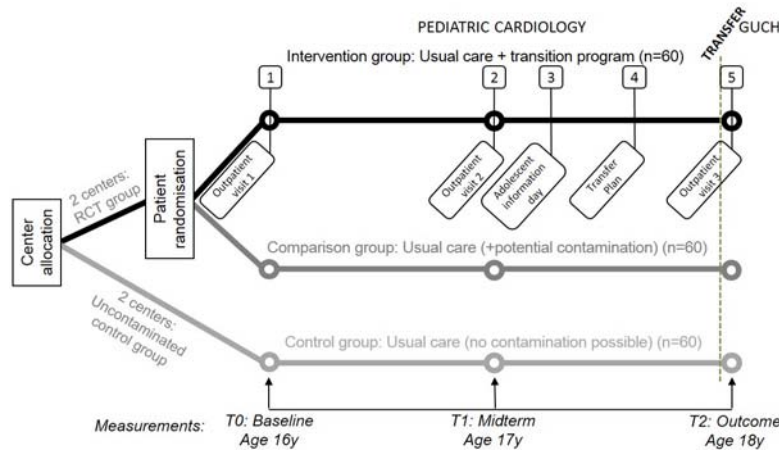 PEDIATRIC CARDIOLOGY
TRANSFER
GUCH
Intervention group: Usual care + transition program (n=60)
1
2
3
4
5
Outpatient
visit 1
Outpatient
visit 2
Adolescent
information
day
Transfer
Plan
Outpatient
visit 3
2 centers:
RCT group
Patient
randomisation
Center
allocation
Comparison group: Usual care (+potential contamination) (n=60)
2 centers:
Uncontaminated
control group
Control group: Usual care (no contamination possible) (n=60)
Measurements:
T0: Baseline
Age 16y
T1: Midterm
Age 17y
T2: Outcome
Age 18y